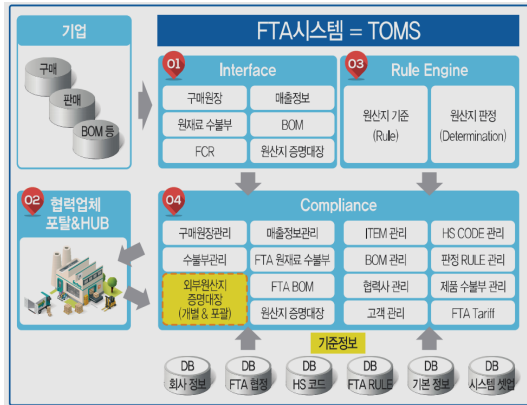 기업
FTA시스템 = TOMS
구매
판매
BOM 등
01
Interface
구매원장
매출정보
원재료 수불부
BOM
FCR
원산지 증명대장
03
Rule Engine
원산지 기준
(Rule)
원산지 판정
(Determination)
02
협력업체
포탈&HUB
04
Compliance
구매원장관리
매출정보관리
ITEM 관리
HS CODE 관리
수불부관리
FTA 원재료 수불부
BOM 관리
판정 RULE 관리
외부원산지
증명대장
(개별 & 포괄)
FTA BOM
협력사 관리
제품 수불부 관리
원산지 증명대장
고객 관리
FTA Tariff
기준정보
DB
회사 정보
DB
FTA 협정
DB
HS 코드
DB
FTA RULE
DB
기본 정보
DB
시스템 셋업